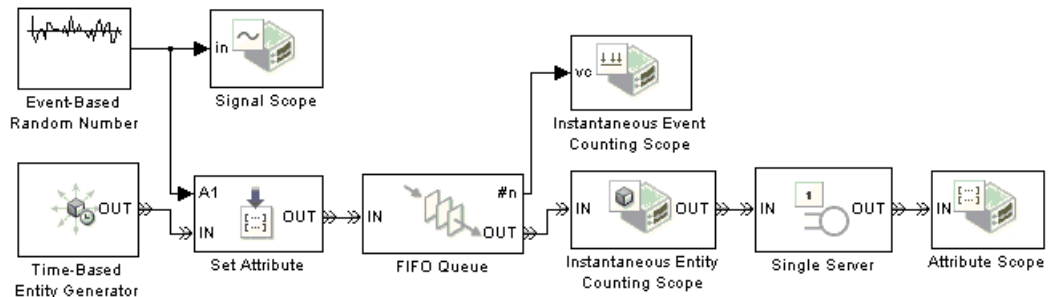 in
Signal Scope
Event-Based
Random Number
vc
Instantaneous Event
Counting Scope
OUT
Time-Based
Entity Generator
A1
IN
OUT
Set Attribute
IN
#n
OUT
FIFO Queue
IN
OUT
Instantaneous Entity
Counting Scope
IN
1
OUT
Single Server
IN
Attribute Scope